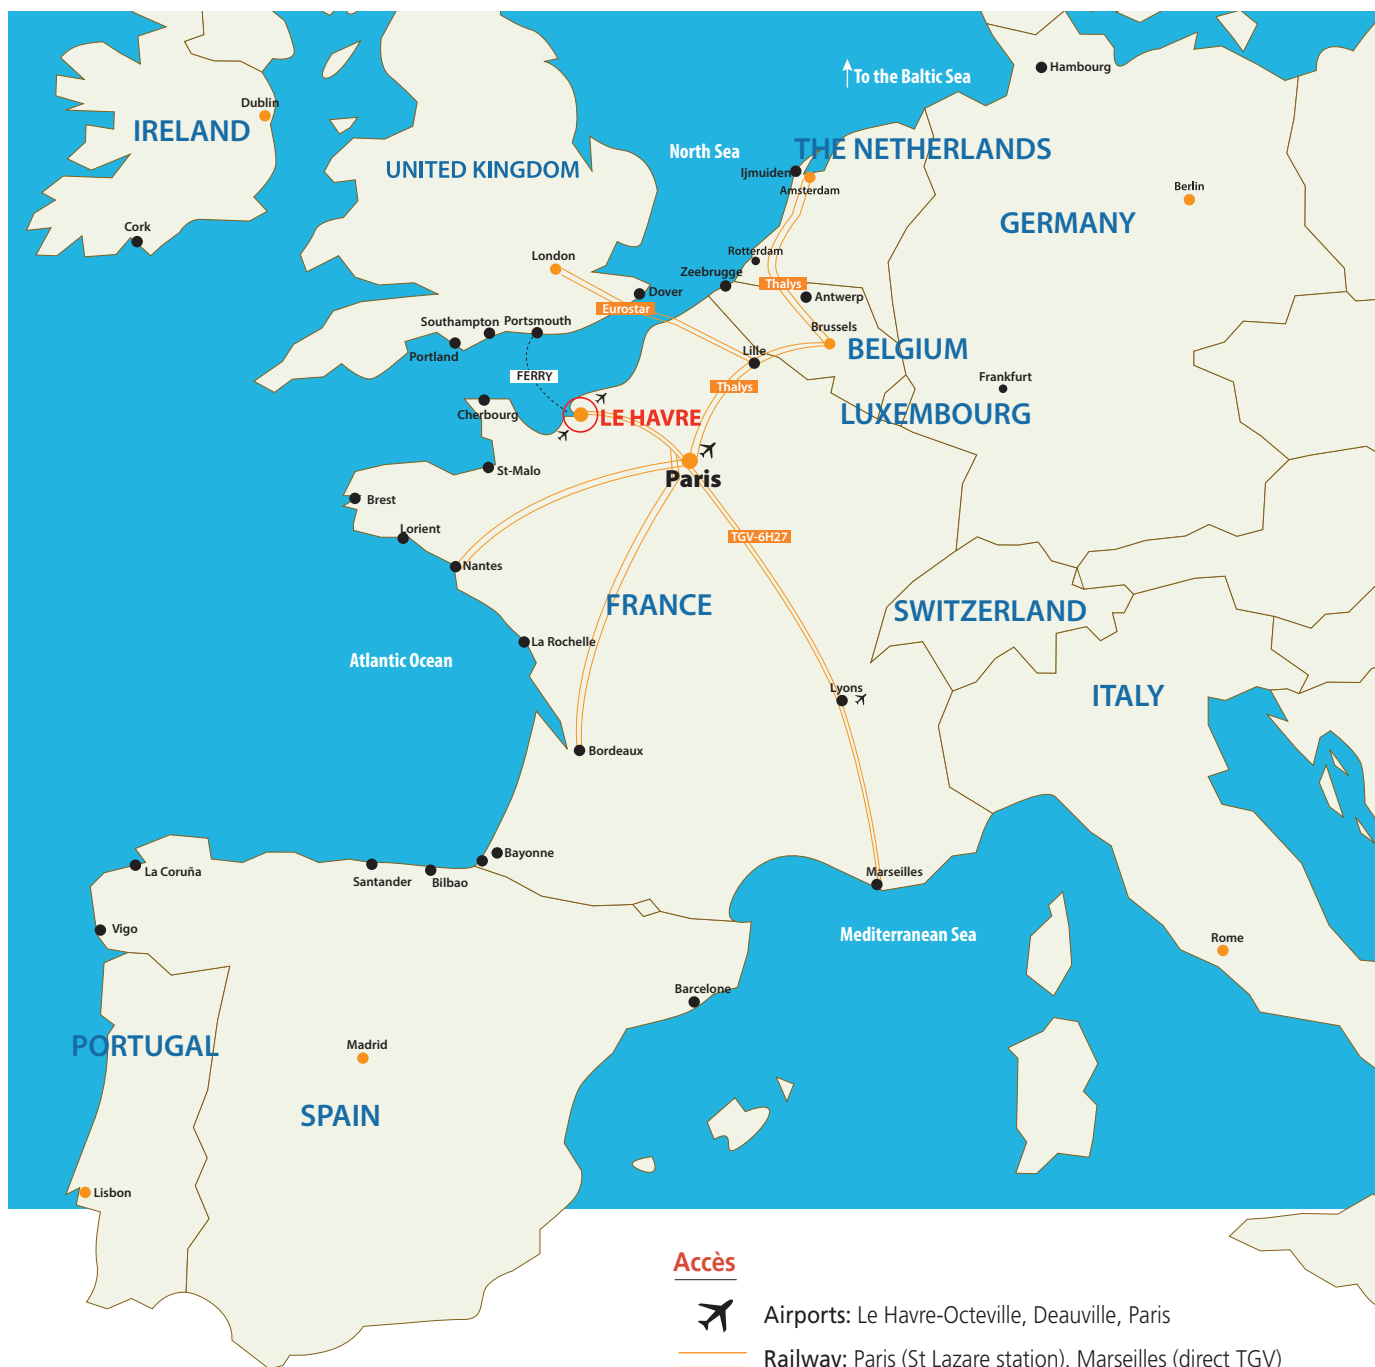 Hambourg
To the Baltic Sea
Dublin
IRELAND
North Sea
THE NETHERLANDS
UNITED KINGDOM
Ijmuiden
Amsterdam
Berlin
GERMANY
Cork
London
Rotterdam
Zeebrugge
Thalys
Dover
Antwerp
Eurostar
Southampton
Portsmouth
Brussels
Portland
Lille
BELGIUM
FERRY
Frankfurt
Thalys
Cherbourg
LE HAVRE
LUXEMBOURG
St-Malo
Paris
Brest
Lorient
TGV-6H27
Nantes
FRANCE
SWITZERLAND
La Rochelle
Atlantic Ocean
Lyons
ITALY
Bordeaux
Bayonne
La Coruña
Santander
Bilbao
Marseilles
Vigo
Mediterranean Sea
Rome
Barcelone
PORTUGAL
Madrid
SPAIN
Lisbon
Accès
Airports: Le Havre-Octeville, Deauville, Paris
Railway: Paris (St Lazare station), Marseilles (direct TGV)